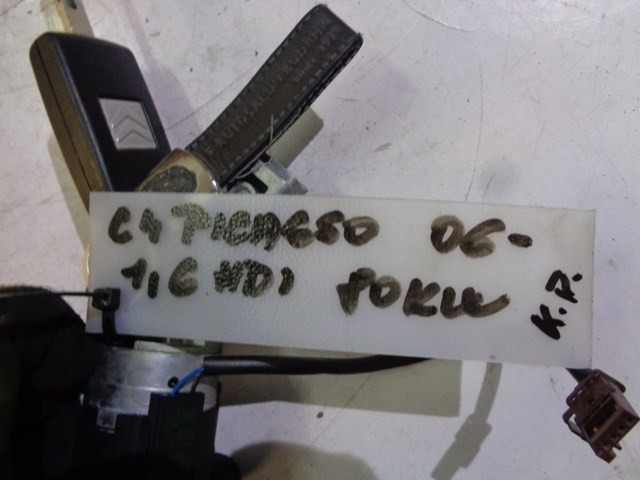 C4 PICASSO 06-
1,6 HDI POKLE
K.P.